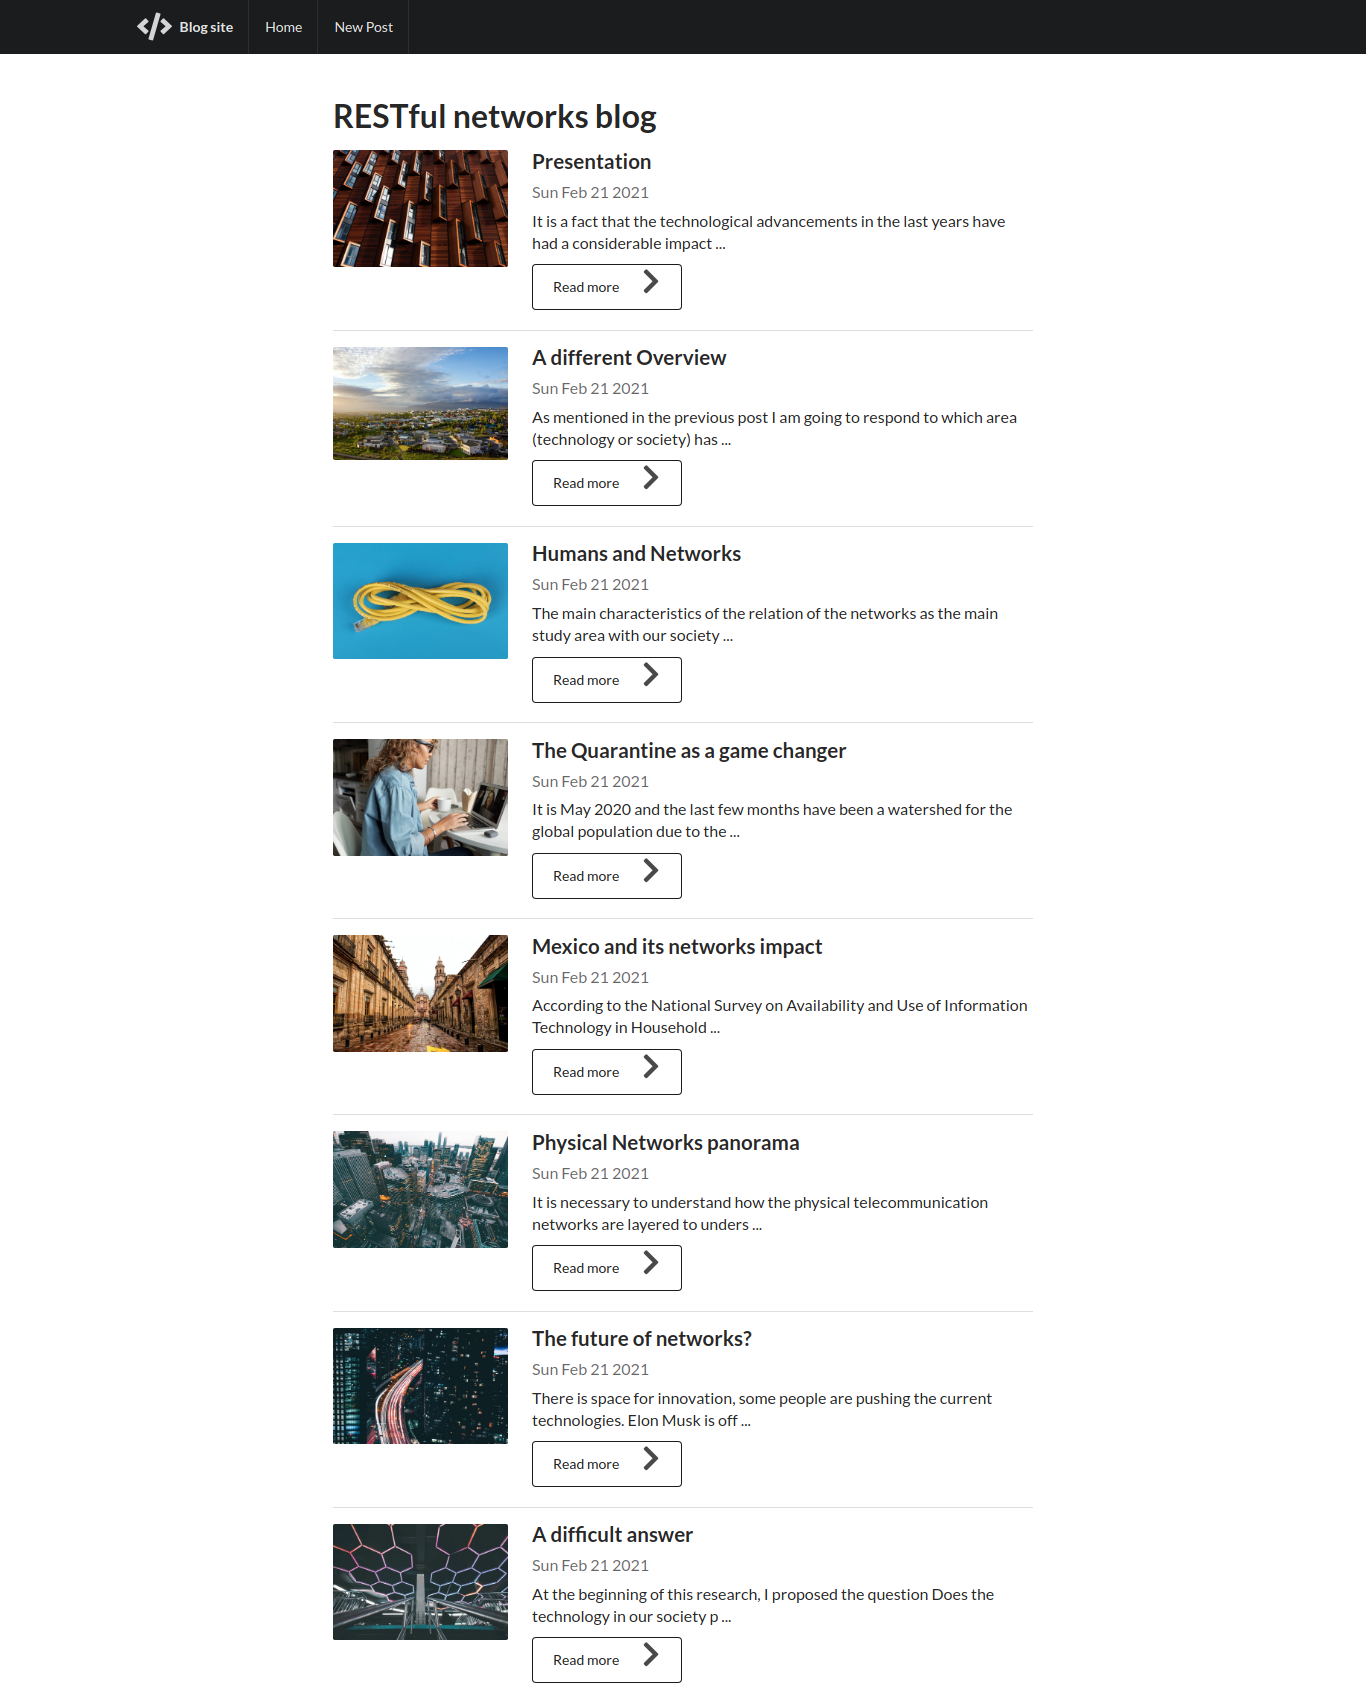 Blog site
Home
New Post
RESTful networks blog
Presentation
Sun Feb 21 2021
It is a fact that the technological advancements in the last years have
had a considerable impact ...
Read more
A different Overview
Sun Feb 21 2021
As mentioned in the previous post I am going to respond to which area
(technology or society) has ...
Read more
Humans and Networks
Sun Feb 21 2021
The main characteristics of the relation of the networks as the main
study area with our society ...
Read more
The Quarantine as a game changer
Sun Feb 21 2021
It is May 2020 and the last few months have been a watershed for the
global population due to the ...
Read more
Mexico and its networks impact
Sun Feb 21 2021
According to the National Survey on Availability and Use of Information
Technology in Household ...
Read more
Physical Networks panorama
Sun Feb 21 2021
It is necessary to understand how the physical telecommunication
networks are layered to unders ...
Read more
The future of networks?
Sun Feb 21 2021
There is space for innovation, some people are pushing the current
technologies. Elon Musk is off ...
Read more
A difficult answer
Sun Feb 21 2021
At the beginning of this research, I proposed the question Does the
technology in our society p ...
Read more